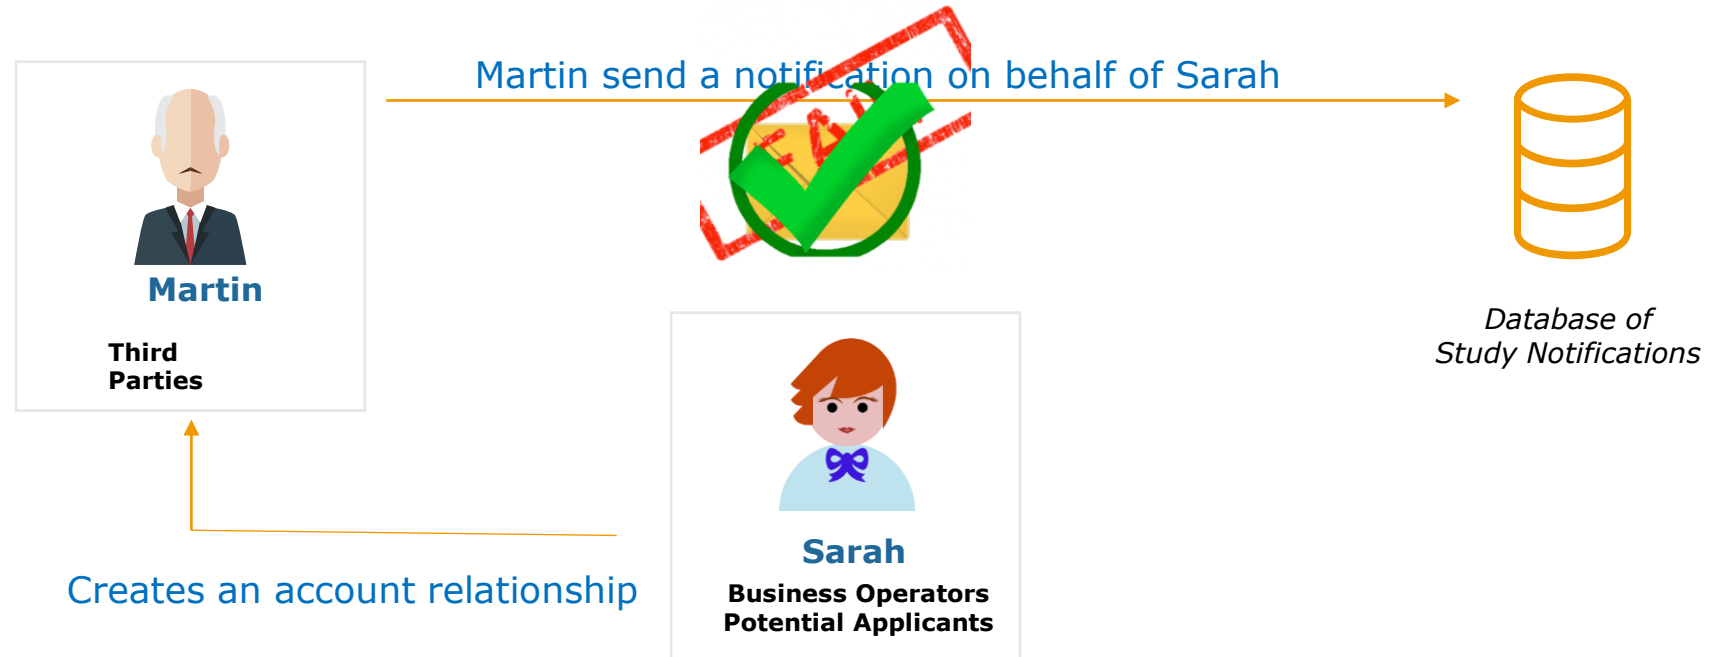 Martin send a notification on behalf of Sarah
FAIL
Martin
Third
Parties
Database of
Study Notifications
Sarah
Business Operators
Potential Applicants
Creates an account relationship